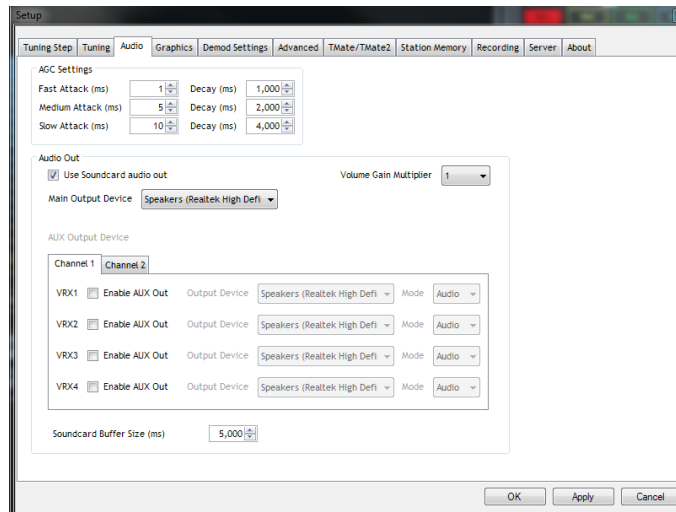 Setup
Tuning Step Tuning Audio Graphics Demod Settings Advanced TMate/TMate2 Station Memory Recording Server About
AGC Settings
Fast Attack (ms) 1 Decay (ms) 1,000
Medium Attack (ms) 5 Decay (ms) 2,000
Slow Attack (ms) 10 Decay (ms) 4,000
Audio Out
Use Soundcard audio out Volume Gain Multiplier 1
Main Output Device Speakers (Realtek High Defi
AUX Output Device
Channel 1 Channel 2
VRX1 Enable AUX Out Output Device Speakers (Realtek High Defi Mode Audio
VRX2 Enable AUX Out Output Device Speakers (Realtek High Defi Mode Audio
VRX3 Enable AUX Out Output Device Speakers (Realtek High Defi Mode Audio
VRX4 Enable AUX Out Output Device Speakers (Realtek High Defi Mode Audio
Soundcard Buffer Size (ms) 5,000
OK Apply Cancel